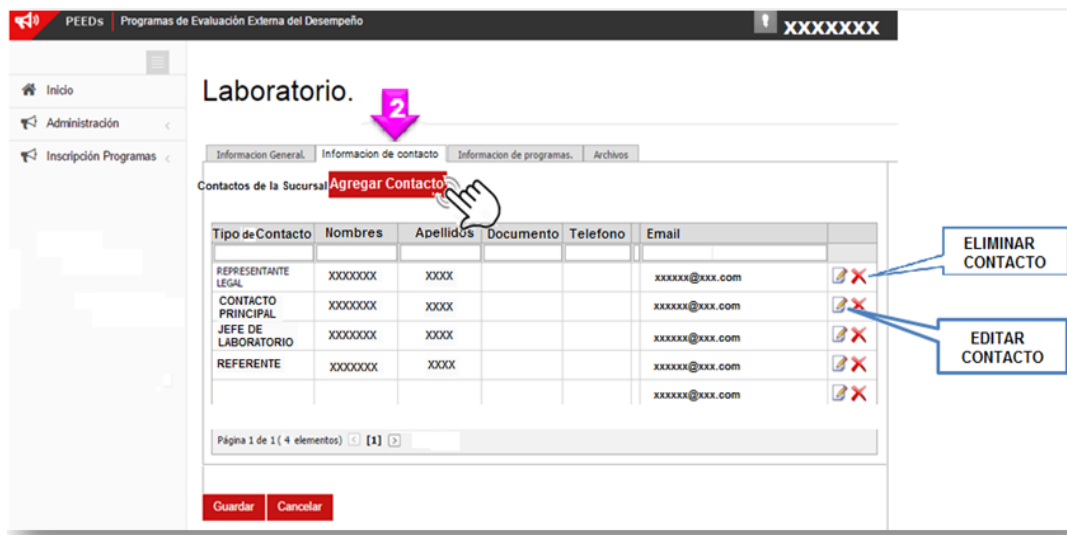 PEEDs Programas de Evaluación Externa del Desempeño
XXXXXXX
Inicio
Administración
Inscripción Programas
Laboratorio.
2
Informacion General. Informacion de contacto Informacion de programas. Archivos
Contactos de la Sucursal Agregar Contacto
Tipo de Contacto Nombres Apellidos Documento Telefono Email
REPRESENTANTE
LEGAL XXXXXXX XXXX xxxxxx@xxx.com
CONTACTO
PRINCIPAL XXXXXXX XXXX xxxxxx@xxx.com
JEFE DE
LABORATORIO XXXXXXX XXXX xxxxxx@xxx.com
REFERENTE XXXXXXX XXXX xxxxxx@xxx.com
xxxxxx@xxx.com
ELIMINAR
CONTACTO
EDITAR
CONTACTO
Página 1 de 1 ( 4 elementos) [1]
Guardar Cancelar